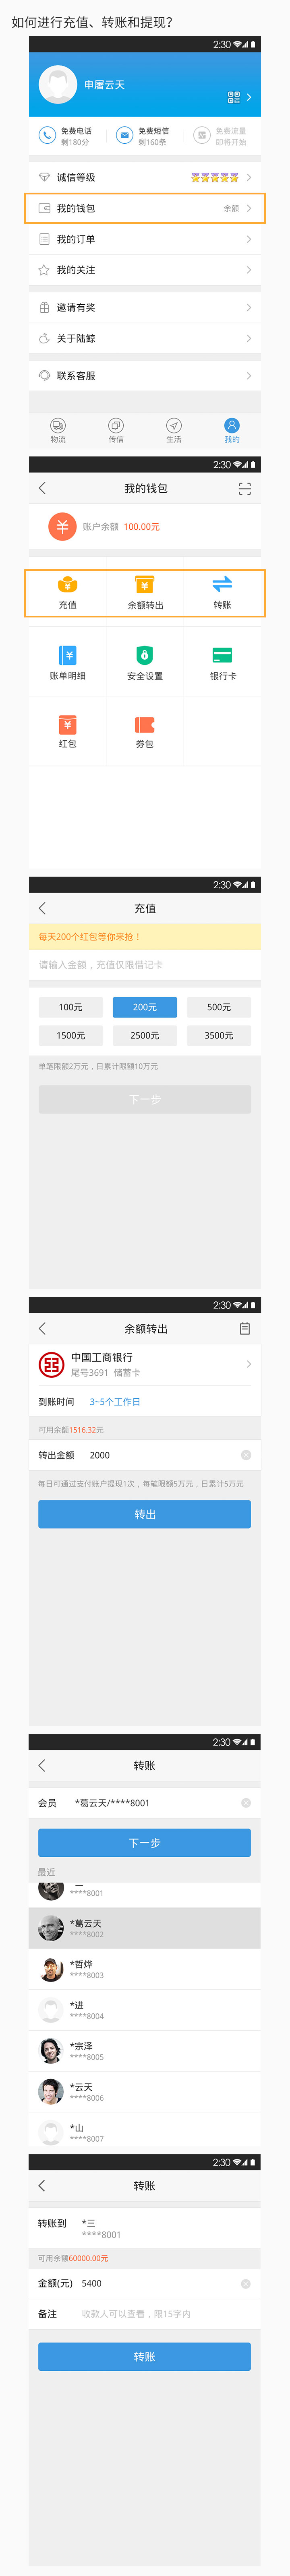 如何进行充值、转账和提现?
2:30
申屠云天
免费电话
剩180分
免费短信
剩160条
免费流量
即将开始
诚信等级
我的钱包
余额
我的订单
我的关注
邀请有奖
关于陆鲸
联系客服
物流
传信
生活
我的
2:30
我的钱包
账户余额 100.00元
充值
余额转出
转账
账单明细
安全设置
银行卡
红包
券包
2:30
充值
每天200个红包等你来抢！
请输入金额，充值仅限借记卡
100元 200元 500元
1500元 2500元 3500元
单笔限额2万元，日累计限额10万元
下一步
2:30
余额转出
中国工商银行
尾号3691 储蓄卡
到账时间 3~5个工作日
可用余额1516.32元
转出金额 2000
每日可通过支付账户提现1次，每笔限额5万元，日累计5万元
转出
2:30
转账
会员 *葛云天/****8001
下一步
最近
****8001
*葛云天
****8002
*哲烨
****8003
*进
****8004
*宗泽
****8005
*云天
****8006
*山
****8007
2:30
转账
转账到 *三
****8001
可用余额60000.00元
金额(元) 5400
备注 收款人可以查看，限15字内
转账